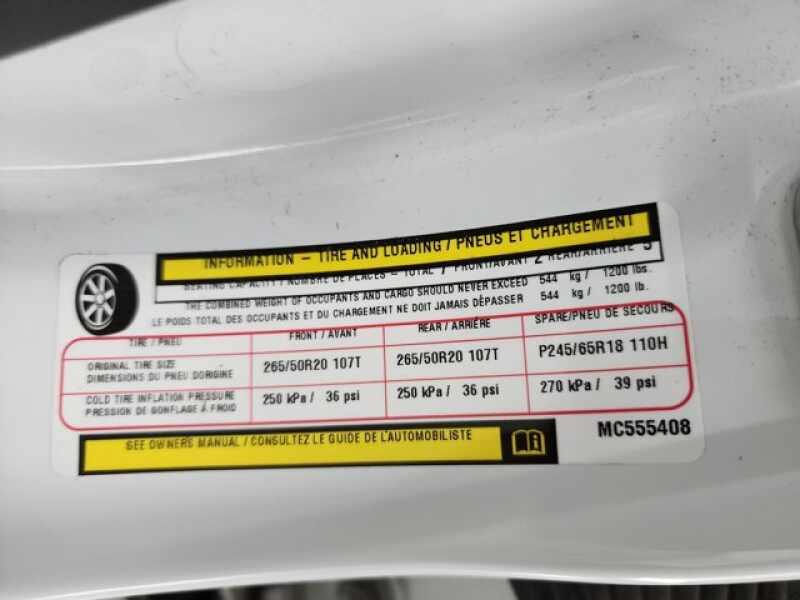 INFORMATION – TIRE AND LOADING / PNEUS ET CHARGEMENT
SEATING CAPACITY / NOMBRE DE PLACES – TOTAL 7 FRONT/AVANT 2 REAR/ARRIÈRE 5
THE COMBINED WEIGHT OF OCCUPANTS AND CARGO SHOULD NEVER EXCEED 544 kg / 1200 lbs.
LE POIDS TOTAL DES OCCUPANTS ET DU CHARGEMENT NE DOIT JAMAIS DÉPASSER 544 kg / 1200 lb.
TIRE / PNEU FRONT / AVANT REAR / ARRIÈRE SPARE/PNEU DE SECOURS
ORIGINAL TIRE SIZE
DIMENSIONS DU PNEU DORIGINE 265/50R20 107T 265/50R20 107T P245/65R18 110H
COLD TIRE INFLATION PRESSURE
PRESSION DE GONFLAGE À FROID 250 kPa / 36 psi 250 kPa / 36 psi 270 kPa / 39 psi
SEE OWNERS MANUAL / CONSULTEZ LE GUIDE DE L'AUTOMOBILISTE
MC555408